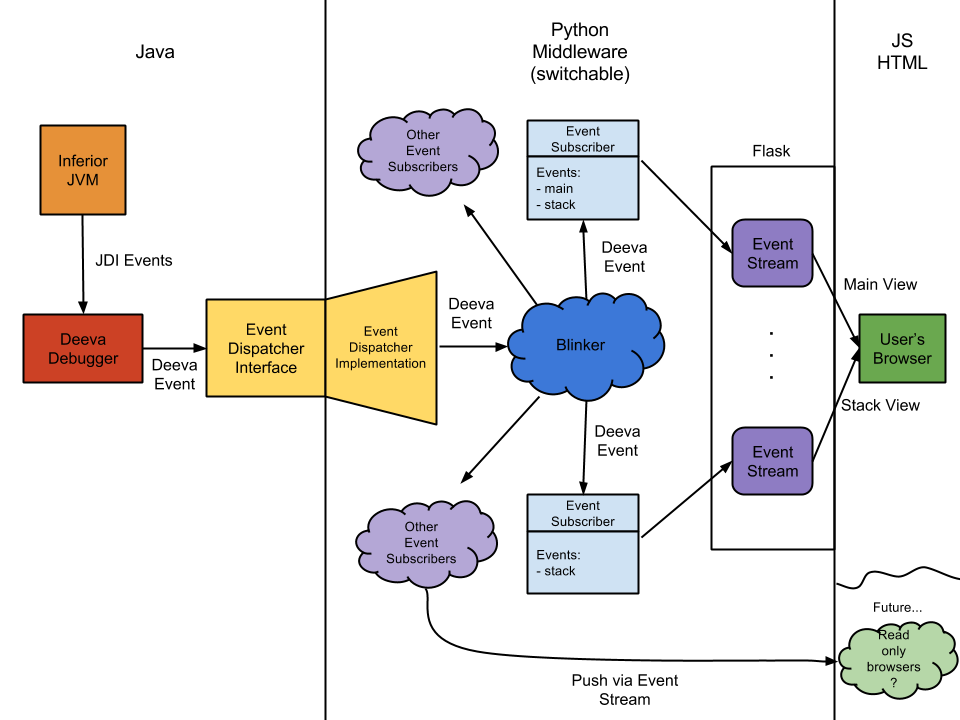 Java
Python
Middleware
(switchable)
JS
HTML
Inferior
JVM
JDI Events
Deeva
Debugger
Deeva
Event
Event
Dispatcher
Interface
Event
Dispatcher
Implementation
Deeva
Event
Blinker
Other
Event
Subscribers
Event
Subscriber
Events:
- main
- stack
Deeva
Event
Deeva
Event
Other
Event
Subscribers
Event
Subscriber
Events:
- stack
Flask
Event
Stream
.
.
.
Event
Stream
Main View
User's
Browser
Stack View
Future...
Read
only
browsers
?
Push via Event
Stream